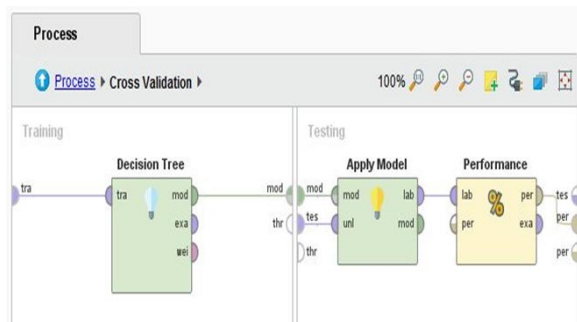 Process
Process ▸ Cross Validation ▸ 100%
Training
Testing
Decision Tree
Apply Model
Performance
tra tra mod mod mod mod lab lab per tes
exa thr tes unl mod per exa per
wei thr per